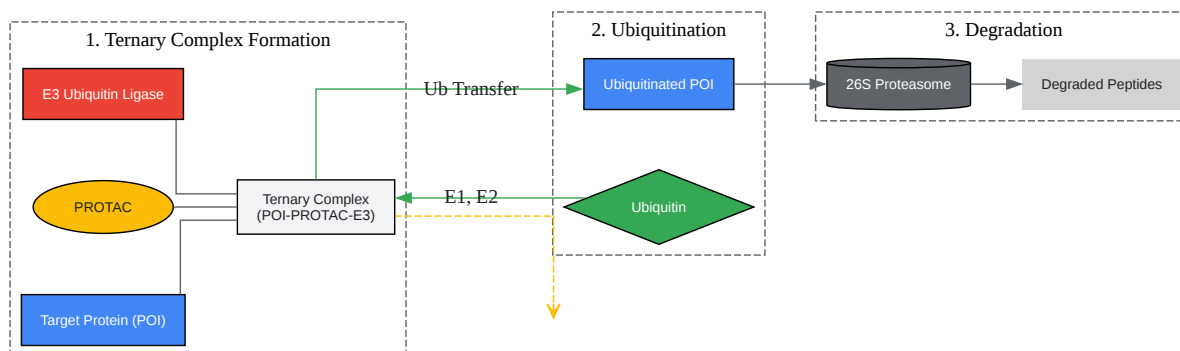 1. Ternary Complex Formation
E3 Ubiquitin Ligase
PROTAC
Target Protein (POI)
Ternary Complex
(POI-PROTAC-E3)
Ub Transfer
E1, E2
2. Ubiquitination
Ubiquitinated POI
Ubiquitin
3. Degradation
26S Proteasome
Degraded Peptides